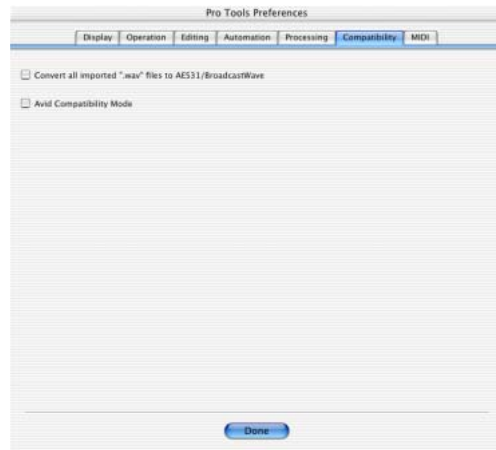 Pro Tools Preferences
Display Operation Editing Automation Processing Compatibility MIDI
Convert all imported ".wav" files to AES31/BroadcastWave
Avid Compatibility Mode
Done